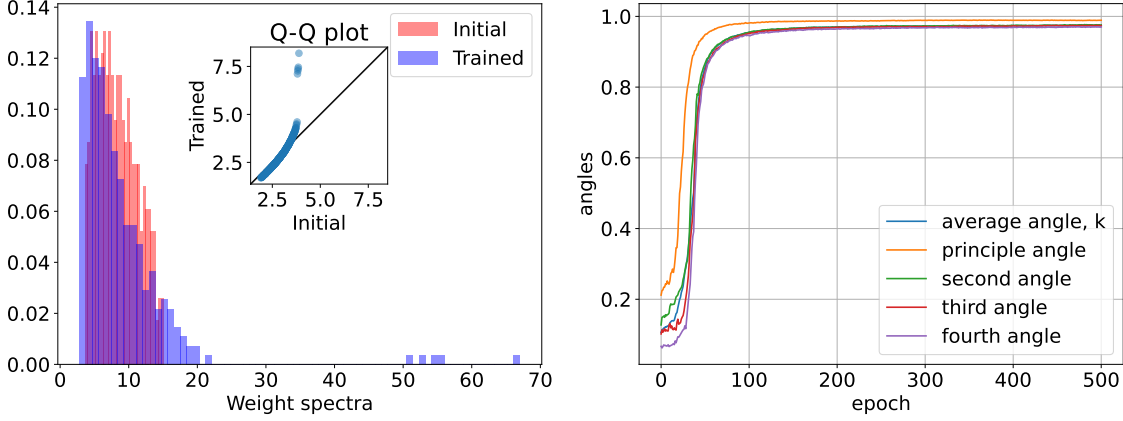 0.14
0.12
0.10
0.08
0.06
0.04
0.02
0.00
0 10 20 30 40 50 60 70
Weight spectra
Initial
Trained
Q-Q plot
7.5
5.0
2.5
Trained
2.5 5.0 7.5
Initial
1.0
0.8
0.6
0.4
0.2
angles
0 100 200 300 400 500
epoch
average angle, k
principle angle
second angle
third angle
fourth angle